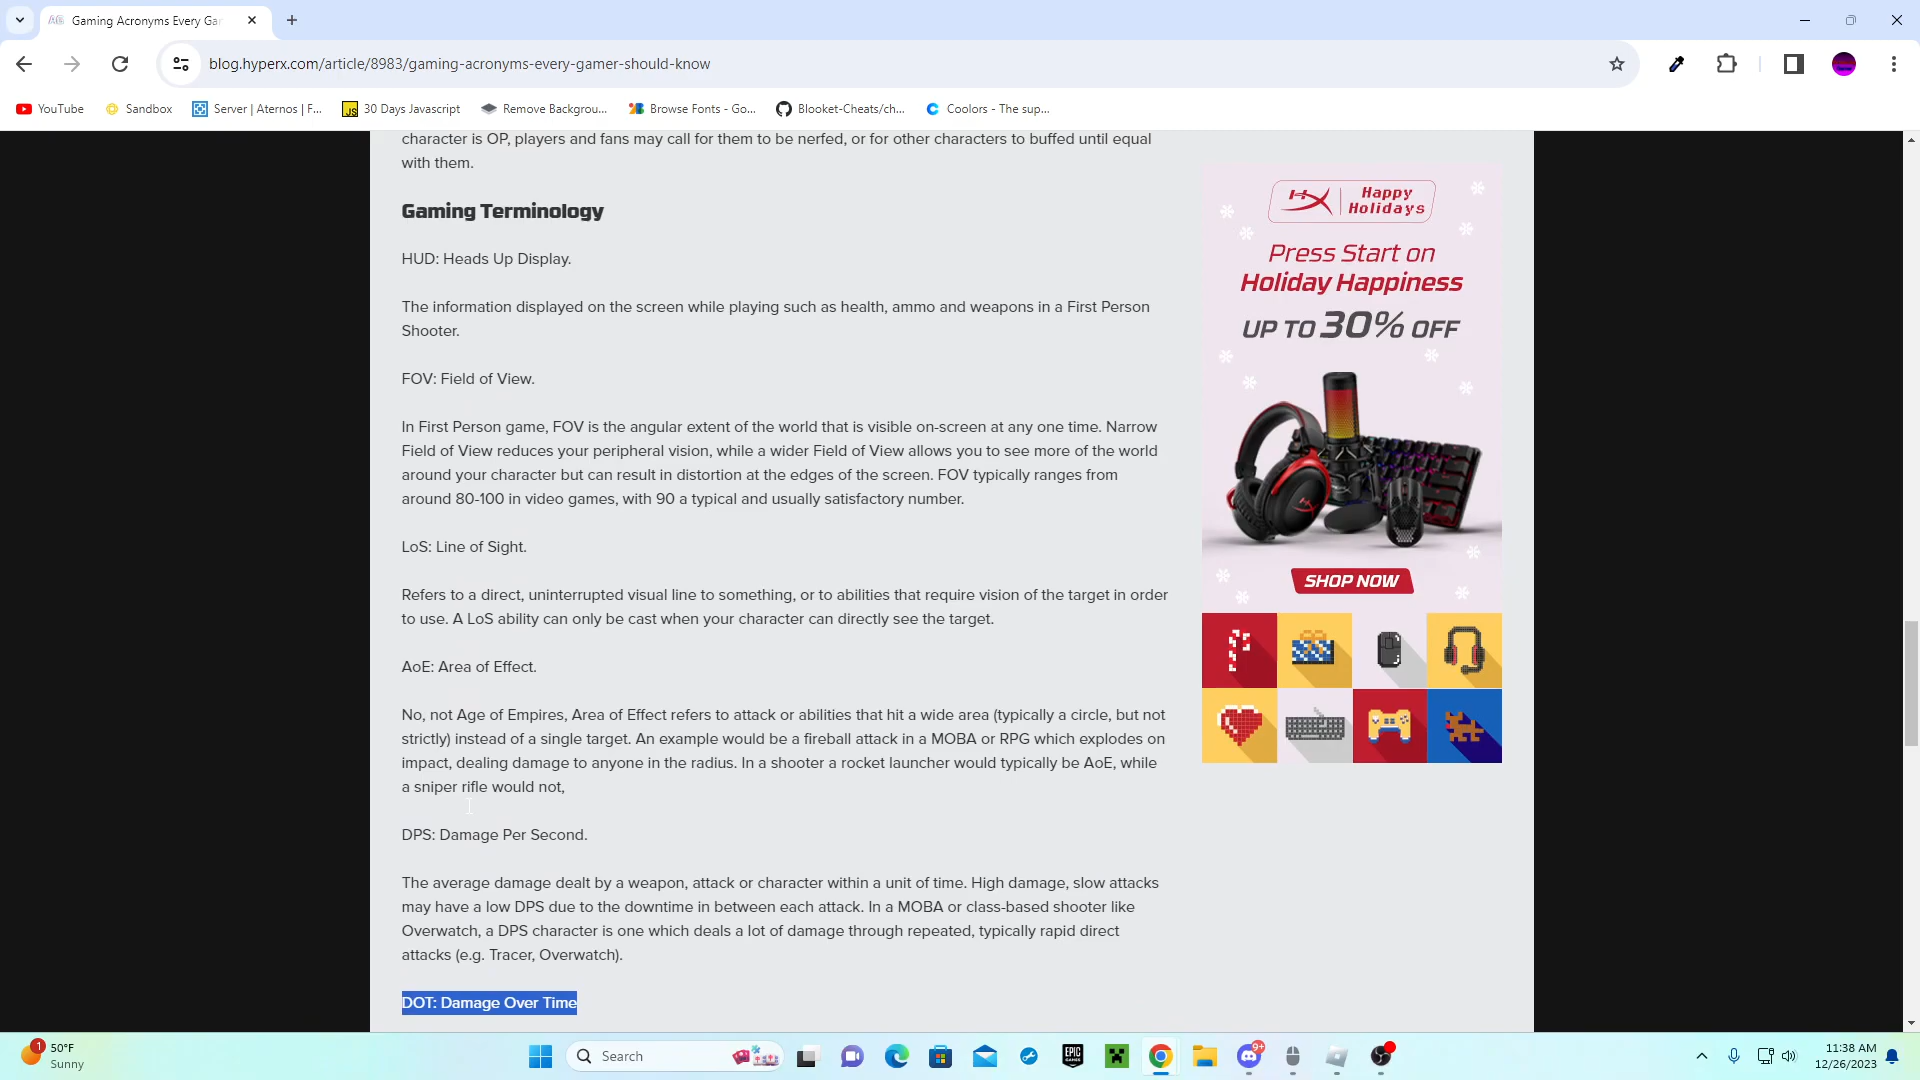 Gaming Acronyms Every Gar
blog.hyperx.com/article/8983/gaming-acronyms-every-gamer-should-know
YouTube
Sandbox
Server | Aternos | F...
JS
30 Days Javascript
Remove Backgrou...
Browse Fonts - Go...
Blooket-Cheats/ch...
Coolors - The sup...
character is OP, players and fans may call for them to be nerfed, or for other characters to buffed until equal
with them.
Gaming Terminology
HUD: Heads Up Display.
The information displayed on the screen while playing such as health, ammo and weapons in a First Person
Shooter.
FOV: Field of View.
In First Person game, FOV is the angular extent of the world that is visible on-screen at any one time. Narrow
Field of View reduces your peripheral vision, while a wider Field of View allows you to see more of the world
around your character but can result in distortion at the edges of the screen. FOV typically ranges from
around 80-100 in video games, with 90 a typical and usually satisfactory number.
LoS: Line of Sight.
Refers to a direct, uninterrupted visual line to something, or to abilities that require vision of the target in order
to use. A LoS ability can only be cast when your character can directly see the target.
AoE: Area of Effect.
No, not Age of Empires, Area of Effect refers to attack or abilities that hit a wide area (typically a circle, but not
strictly) instead of a single target. An example would be a fireball attack in a MOBA or RPG which explodes on
impact, dealing damage to anyone in the radius. In a shooter a rocket launcher would typically be AoE, while
a sniper rifle would not,
DPS: Damage Per Second.
The average damage dealt by a weapon, attack or character within a unit of time. High damage, slow attacks
may have a low DPS due to the downtime in between each attack. In a MOBA or class-based shooter like
Overwatch, a DPS character is one which deals a lot of damage through repeated, typically rapid direct
attacks (e.g. Tracer, Overwatch).
DOT: Damage Over Time
HX
Happy
Holidays
Press Start on
Holiday Happiness
UP TO 30% OFF
SHOP NOW
1
50°F
Sunny
Search
EPIC
GAMES
9+
11:38 AM
12/26/2023